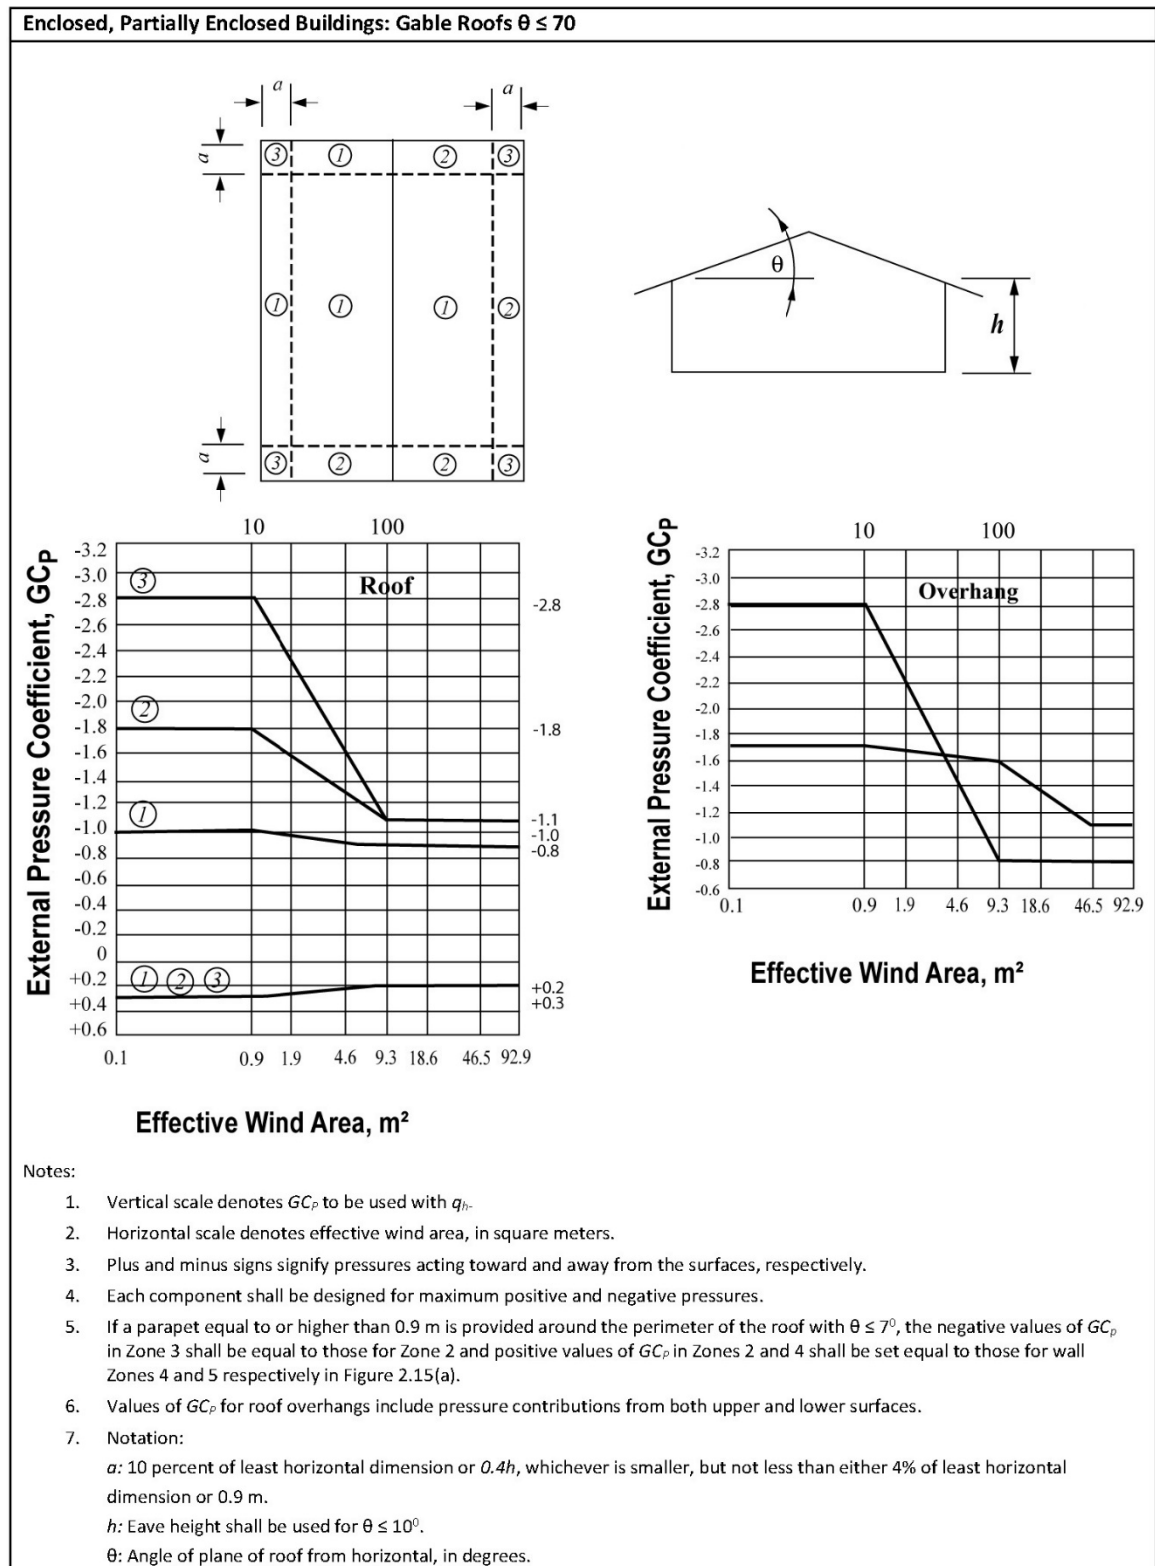 Enclosed, Partially Enclosed Buildings: Gable Roofs θ ≤ 70
a a
a
3 1 2 3
1 1 1 2
a
3 2 2 3
θ
h
External Pressure Coefficient, GCP
10 100
Roof
-3.2
-3.0
-2.8
-2.6
-2.4
-2.2
-2.0
-1.8
-1.6
-1.4
-1.2
-1.0
-0.8
-0.6
-0.4
-0.2
0
+0.2
+0.4
+0.6
3
2
1
1 2 3
-2.8
-1.8
-1.1
-1.0
-0.8
+0.2
+0.3
0.1 0.9 1.9 4.6 9.3 18.6 46.5 92.9
Effective Wind Area, m²
External Pressure Coefficient, GCP
10 100
Overhang
-3.2
-3.0
-2.8
-2.6
-2.4
-2.2
-2.0
-1.8
-1.6
-1.4
-1.2
-1.0
-0.8
-0.6
0.1 0.9 1.9 4.6 9.3 18.6 46.5 92.9
Effective Wind Area, m²
Notes:
1. Vertical scale denotes GCP to be used with qh-
2. Horizontal scale denotes effective wind area, in square meters.
3. Plus and minus signs signify pressures acting toward and away from the surfaces, respectively.
4. Each component shall be designed for maximum positive and negative pressures.
5. If a parapet equal to or higher than 0.9 m is provided around the perimeter of the roof with θ ≤ 7⁰, the negative values of GCp
in Zone 3 shall be equal to those for Zone 2 and positive values of GCp in Zones 2 and 4 shall be set equal to those for wall
Zones 4 and 5 respectively in Figure 2.15(a).
6. Values of GCP for roof overhangs include pressure contributions from both upper and lower surfaces.
7. Notation:
a: 10 percent of least horizontal dimension or 0.4h, whichever is smaller, but not less than either 4% of least horizontal
dimension or 0.9 m.
h: Eave height shall be used for θ ≤ 10⁰.
θ: Angle of plane of roof from horizontal, in degrees.